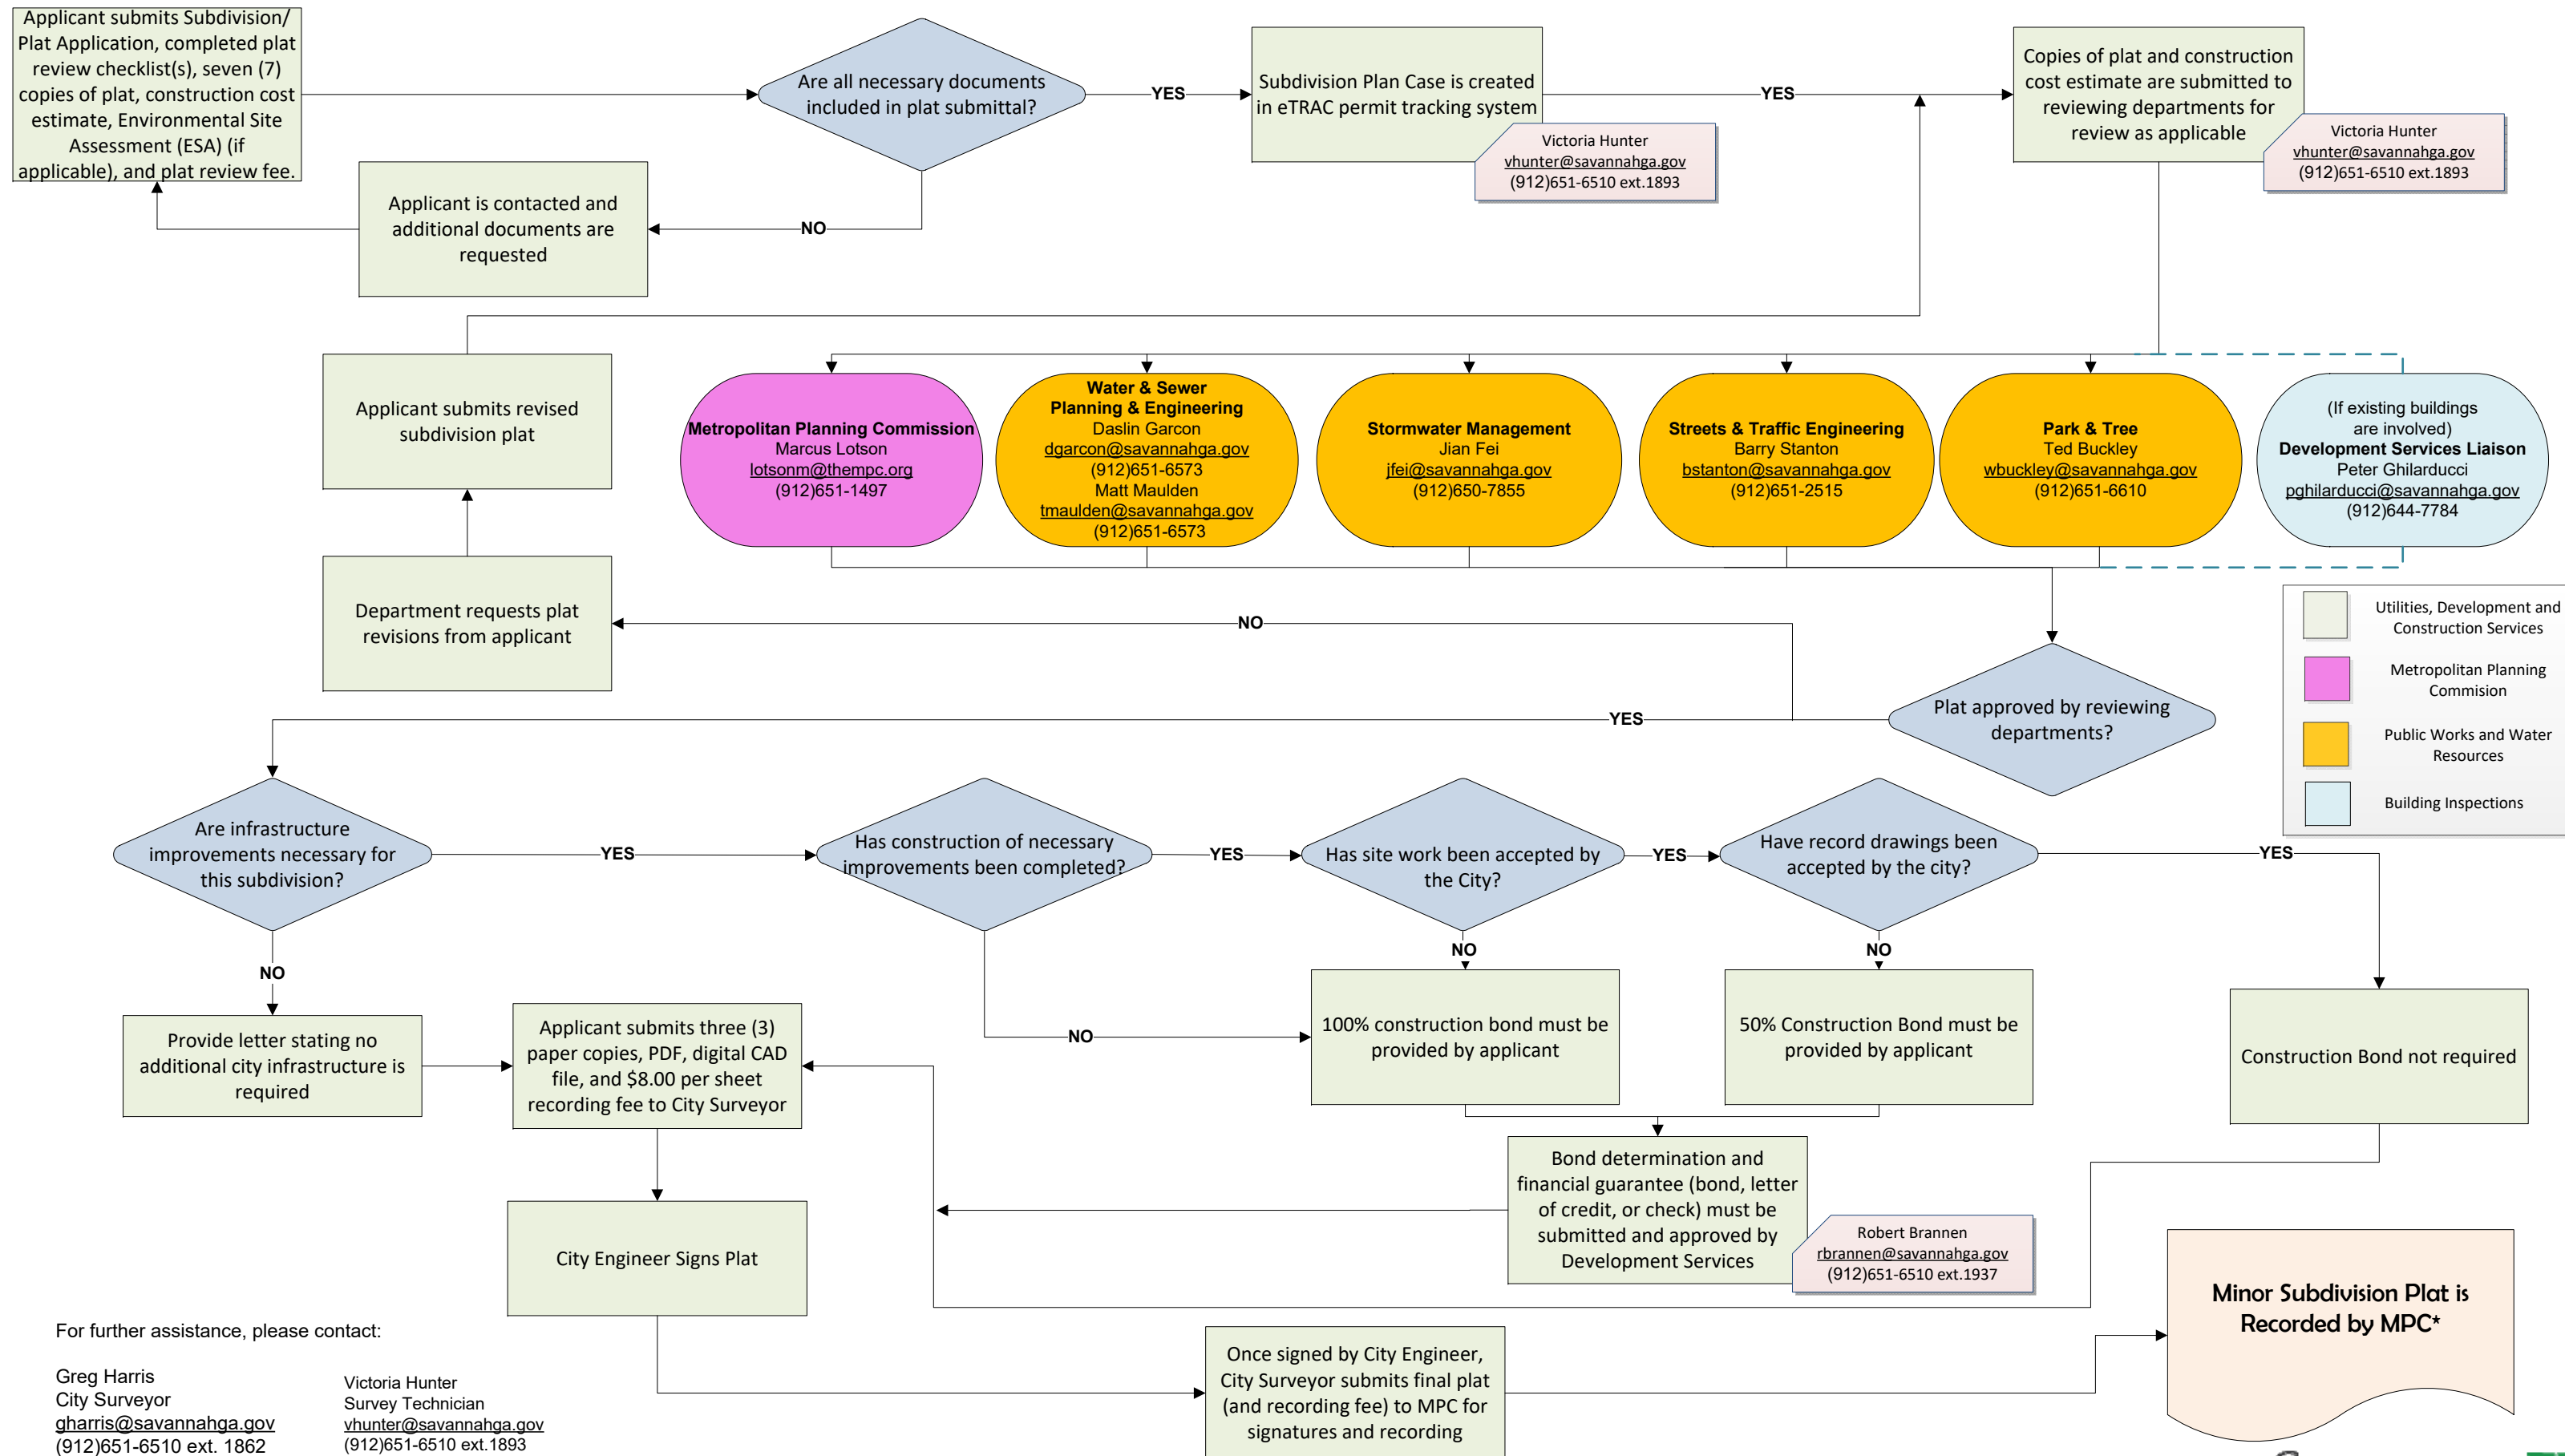 Applicant submits Subdivision/
Plat Application, completed plat
review checklist(s), seven (7)
copies of plat, construction cost
estimate, Environmental Site
Assessment (ESA) (if
applicable), and plat review fee.
Are all necessary documents
included in plat submittal?
YES
Subdivision Plan Case is created
in eTRAC permit tracking system
Victoria Hunter
vhunter@savannahga.gov
(912)651-6510 ext.1893
YES
Copies of plat and construction
cost estimate are submitted to
reviewing departments for
review as applicable
Victoria Hunter
vhunter@savannahga.gov
(912)651-6510 ext.1893
NO
Applicant is contacted and
additional documents are
requested
Applicant submits revised
subdivision plat
Metropolitan Planning Commission
Marcus Lotson
lotsonm@thempc.org
(912)651-1497
Water & Sewer
Planning & Engineering
Daslin Garcon
dgarcon@savannahga.gov
(912)651-6573
Matt Maulden
tmaulden@savannahga.gov
(912)651-6573
Stormwater Management
Jian Fei
jfei@savannahga.gov
(912)650-7855
Streets & Traffic Engineering
Barry Stanton
bstanton@savannahga.gov
(912)651-2515
Park & Tree
Ted Buckley
wbuckley@savannahga.gov
(912)651-6610
(If existing buildings
are involved)
Development Services Liaison
Peter Ghilarducci
pghilarducci@savannahga.gov
(912)644-7784
Department requests plat
revisions from applicant
NO
Utilities, Development and
Construction Services
Metropolitan Planning
Commision
Public Works and Water
Resources
Building Inspections
YES
Plat approved by reviewing
departments?
Are infrastructure
improvements necessary for
this subdivision?
YES
Has construction of necessary
improvements been completed?
YES
Has site work been accepted by
the City?
YES
Have record drawings been
accepted by the city?
YES
NO
NO
NO
NO
Provide letter stating no
additional city infrastructure is
required
Applicant submits three (3)
paper copies, PDF, digital CAD
file, and $8.00 per sheet
recording fee to City Surveyor
100% construction bond must be
provided by applicant
50% Construction Bond must be
provided by applicant
Construction Bond not required
Bond determination and
financial guarantee (bond, letter
of credit, or check) must be
submitted and approved by
Development Services
Robert Brannen
rbrannen@savannahga.gov
(912)651-6510 ext.1937
City Engineer Signs Plat
Once signed by City Engineer,
City Surveyor submits final plat
(and recording fee) to MPC for
signatures and recording
Minor Subdivision Plat is
Recorded by MPC*
For further assistance, please contact:
Greg Harris
City Surveyor
gharris@savannahga.gov
(912)651-6510 ext. 1862
Victoria Hunter
Survey Technician
vhunter@savannahga.gov
(912)651-6510 ext.1893